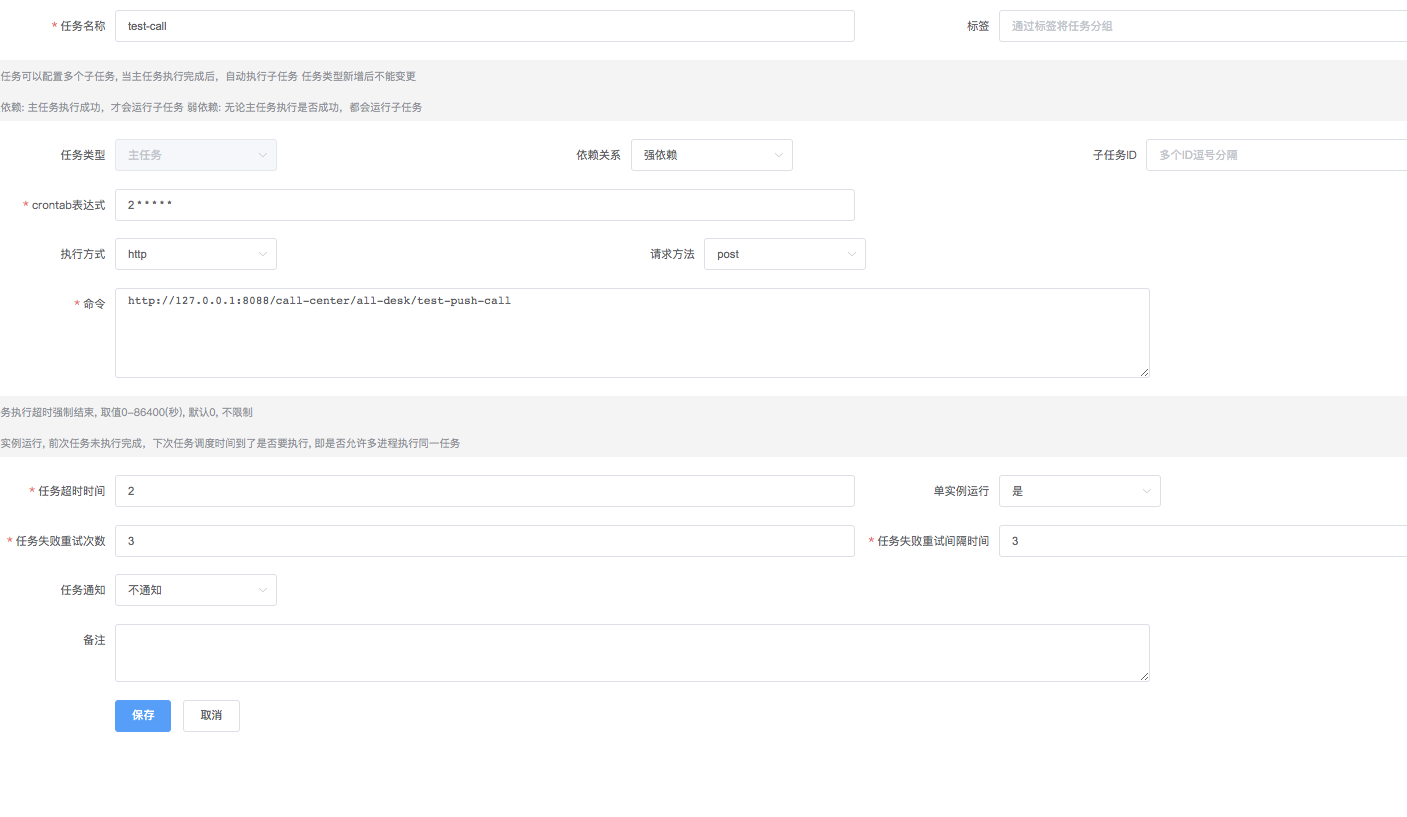 * 任务名称 test-call 标签 通过标签将任务分组
任务可以配置多个子任务, 当主任务执行完成后，自动执行子任务 任务类型新增后不能变更
依赖: 主任务执行成功，才会运行子任务 弱依赖: 无论主任务执行是否成功，都会运行子任务
任务类型 主任务 依赖关系 强依赖 子任务ID 多个ID逗号分隔
* crontab表达式 2 * * * * *
执行方式 http 请求方法 post
* 命令 http://127.0.0.1:8088/call-center/all-desk/test-push-call
务执行超时强制结束, 取值0-86400(秒), 默认0, 不限制
实例运行, 前次任务未执行完成，下次任务调度时间到了是否要执行, 即是否允许多进程执行同一任务
* 任务超时时间 2 单实例运行 是
* 任务失败重试次数 3 * 任务失败重试间隔时间 3
任务通知 不通知
备注
保存 取消